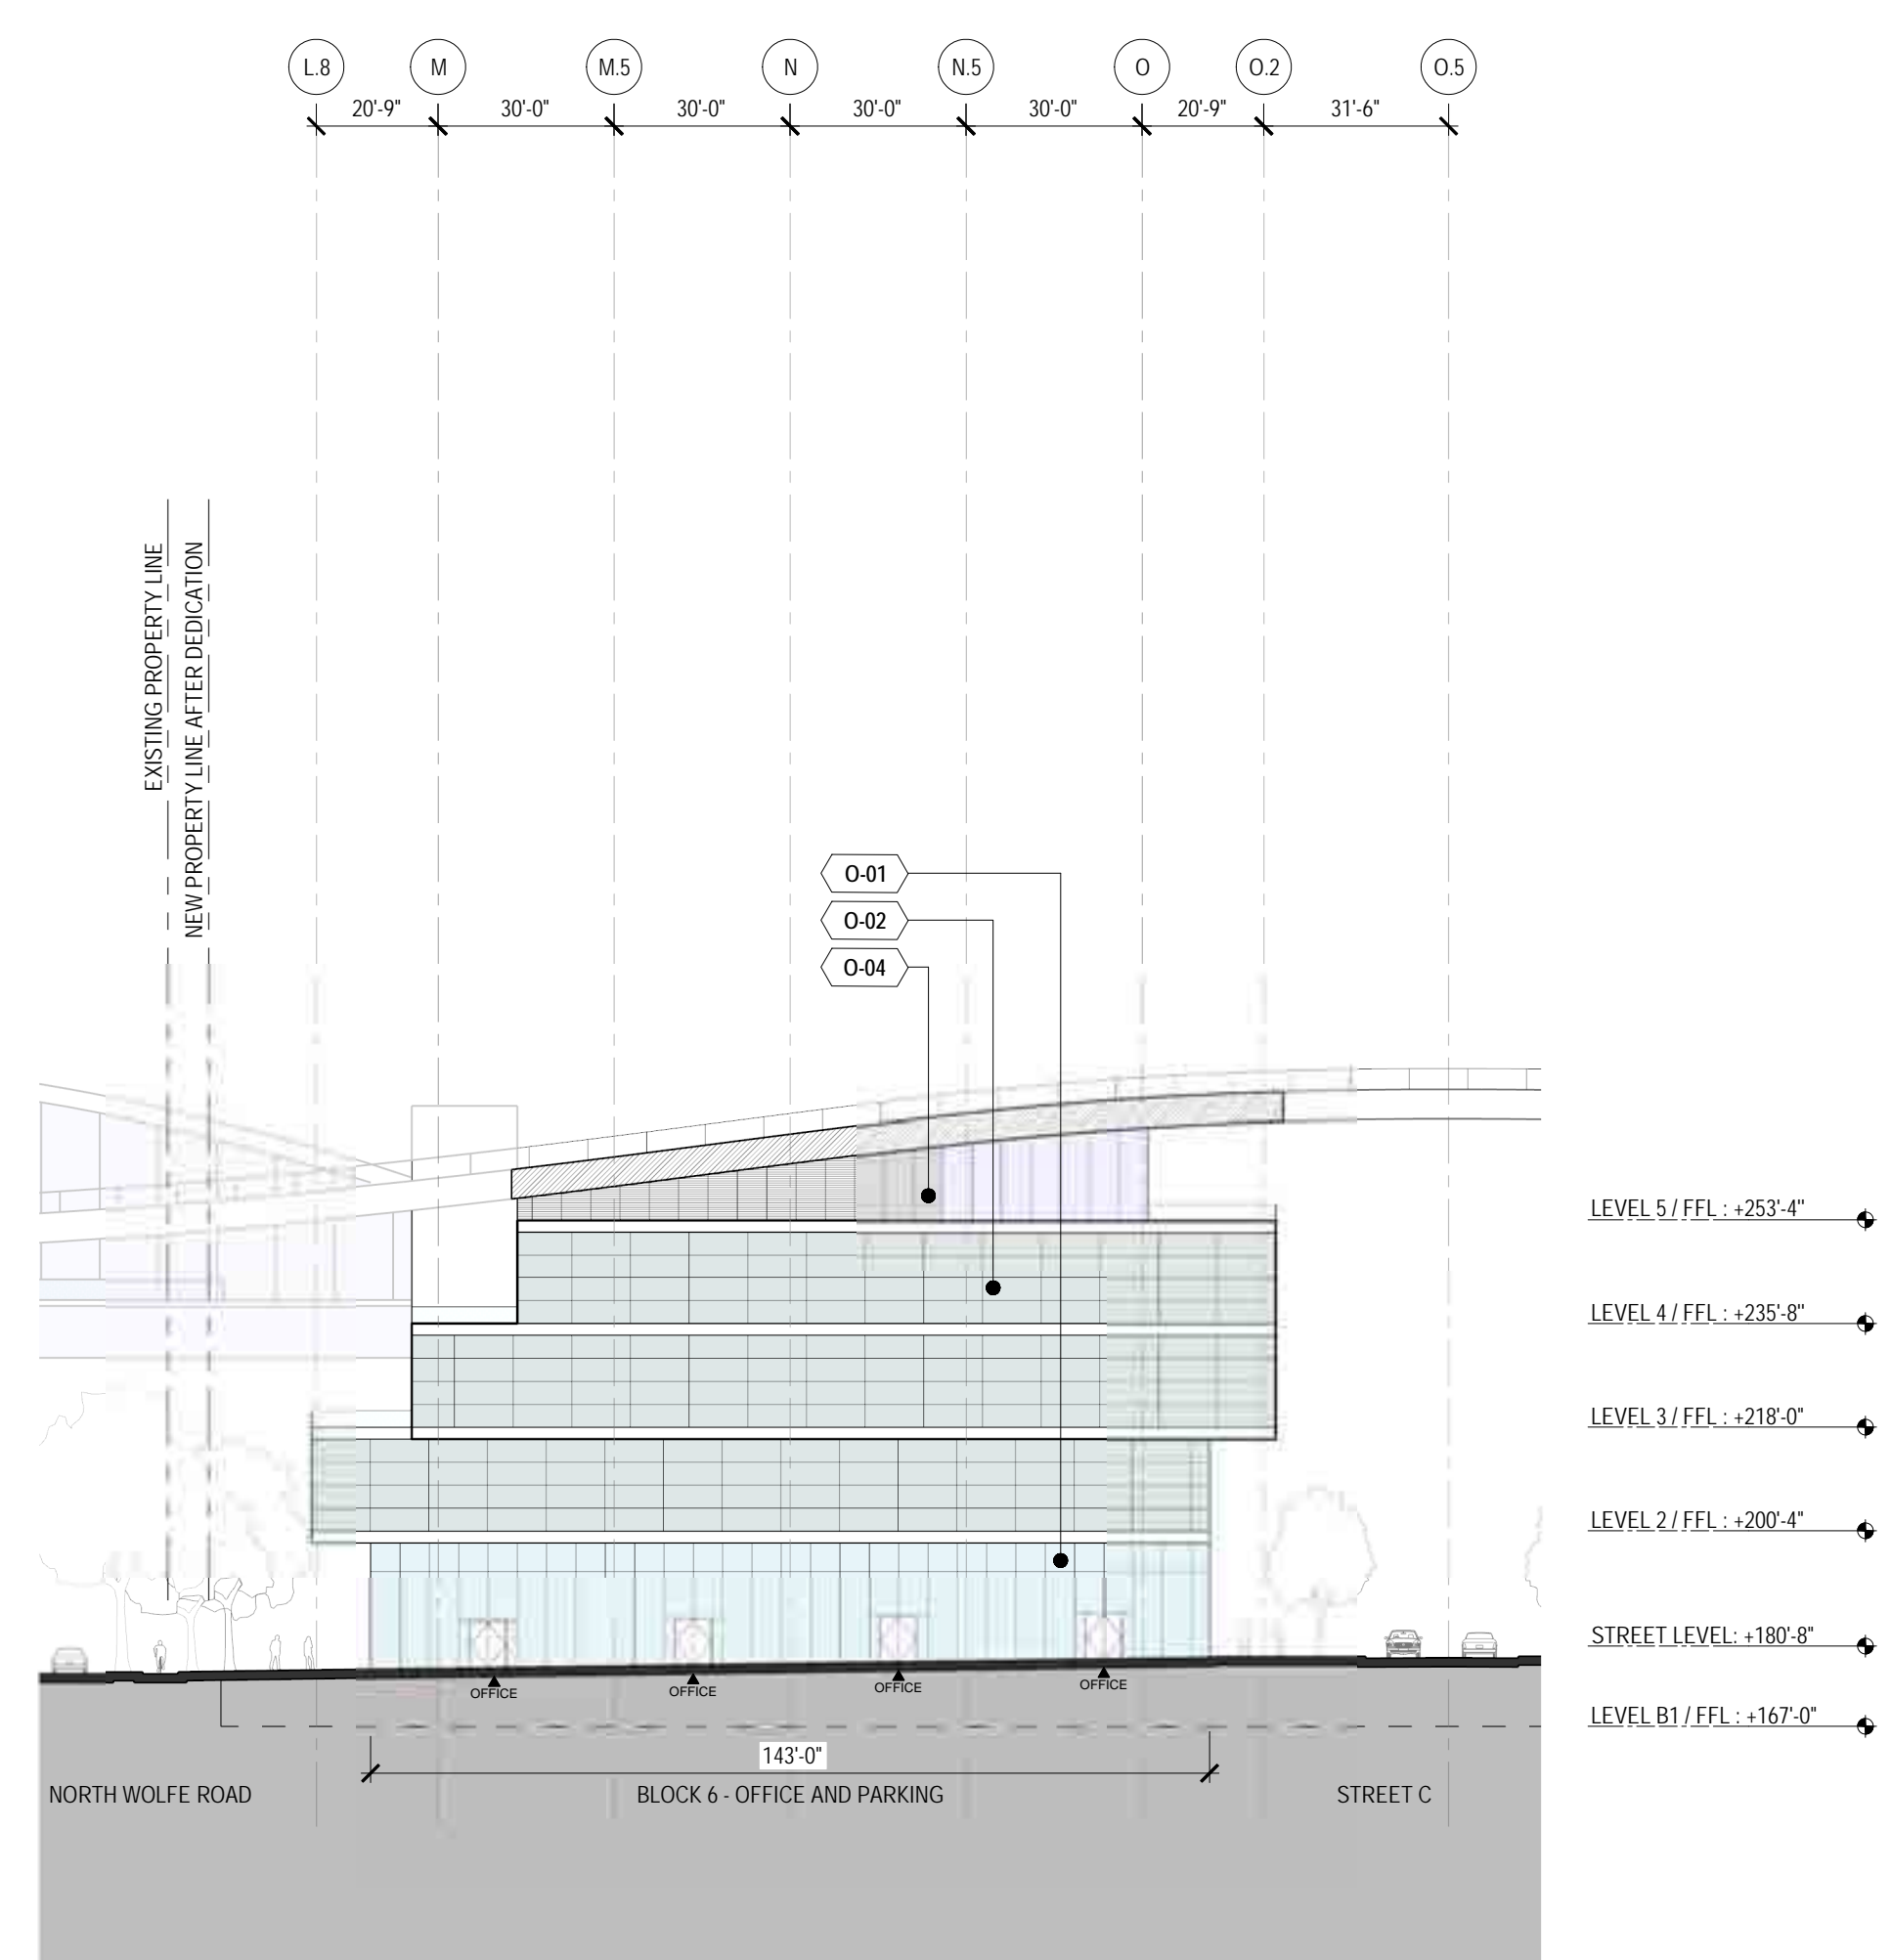 L.8 M M.5 N N.5 O O.2 O.5
20'-9" 30'-0" 30'-0" 30'-0" 30'-0" 20'-9" 31'-6"
EXISTING PROPERTY LINE
NEW PROPERTY LINE AFTER DEDICATION
O-01
O-02
O-04
LEVEL 5 / FFL : +253'-4"
LEVEL 4 / FFL : +235'-8"
LEVEL 3 / FFL : +218'-0"
LEVEL 2 / FFL : +200'-4"
STREET LEVEL: +180'-8"
OFFICE OFFICE OFFICE OFFICE
LEVEL B1 / FFL : +167'-0"
143'-0"
NORTH WOLFE ROAD BLOCK 6 - OFFICE AND PARKING STREET C